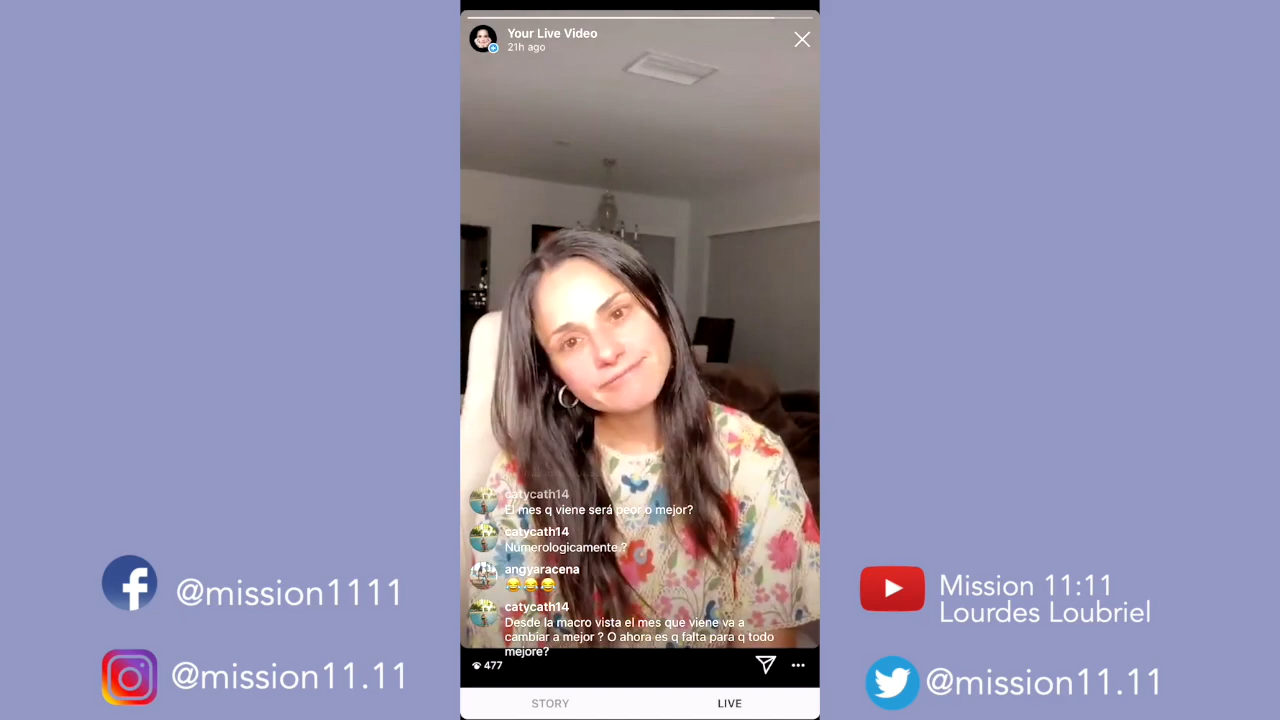 Your Live Video
21h ago
catycath14
El mes q viene será peor o mejor?
catycath14
Numerologicamente ?
angyaracena
😂😂😂
catycath14
Desde la macro vista el mes que viene va a
cambiar a mejor ? O ahora es q falta para q todo
mejore?
477
STORY
LIVE
@mission1111
@mission11.11
Mission 11:11
Lourdes Loubriel
@mission11.11